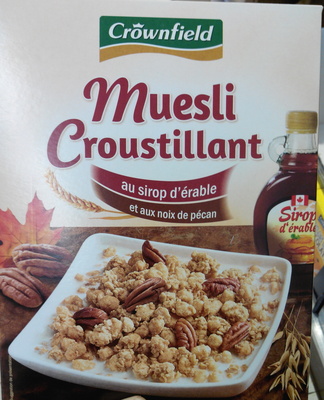 Crownfield
Muesli
Croustillant
au sirop d'érable
et aux noix de pécan
Sirop
d'érable